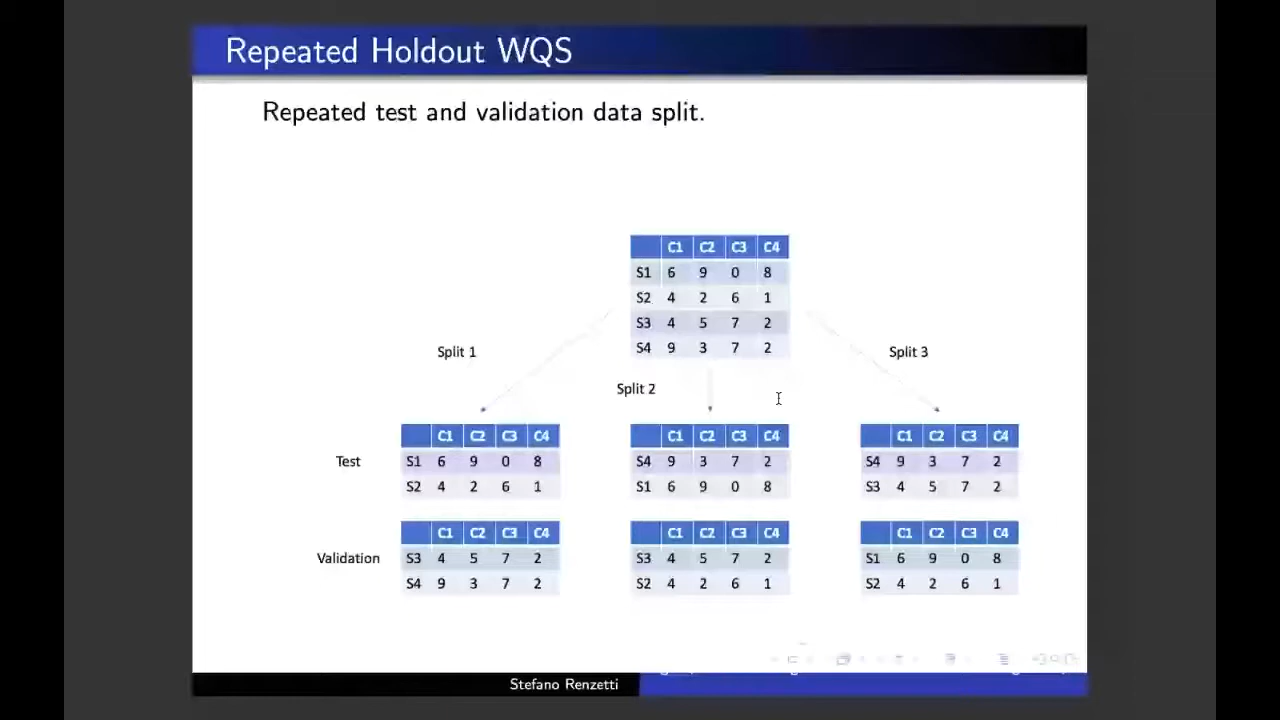 Repeated Holdout WQS
Repeated test and validation data split.
C1 C2 C3 C4
S1 6 9 0 8
S2 4 2 6 1
S3 4 5 7 2
S4 9 3 7 2
Split 1
Split 2
Split 3
Test
C1 C2 C3 C4
S1 6 9 0 8
S2 4 2 6 1
C1 C2 C3 C4
S4 9 3 7 2
S1 6 9 0 8
C1 C2 C3 C4
S4 9 3 7 2
S3 4 5 7 2
Validation
C1 C2 C3 C4
S3 4 5 7 2
S4 9 3 7 2
C1 C2 C3 C4
S3 4 5 7 2
S2 4 2 6 1
C1 C2 C3 C4
S1 6 9 0 8
S2 4 2 6 1
Stefano Renzetti